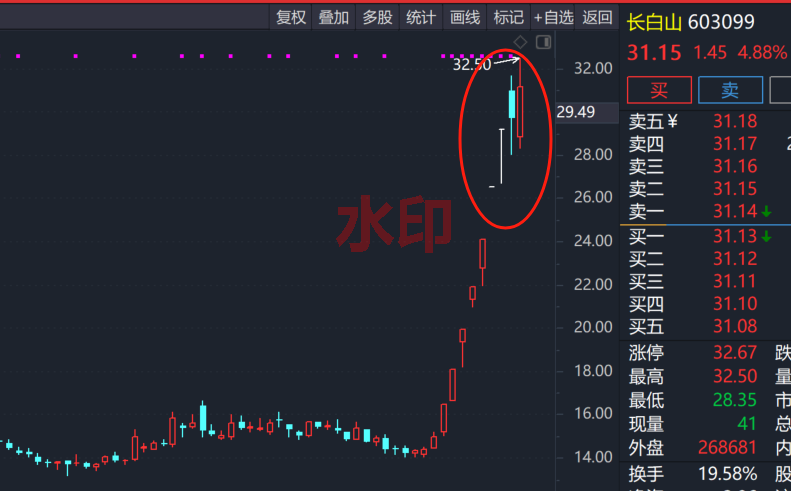 复权 叠加 多股 统计 画线 标记 +自选 返回
长白山 603099
31.15 1.45 4.88%
买 卖
32.50
32.00
29.49
28.00
26.00
24.00
22.00
20.00
18.00
16.00
14.00
水印
卖五 ¥ 31.18
卖四 31.17
卖三 31.16
卖二 31.15
卖一 31.14
买一 31.13
买二 31.12
买三 31.11
买四 31.10
买五 31.08
涨停 32.67 跌
最高 32.50 量
最低 28.35 市
现量 41 总
外盘 268681 内
换手 19.58% 股